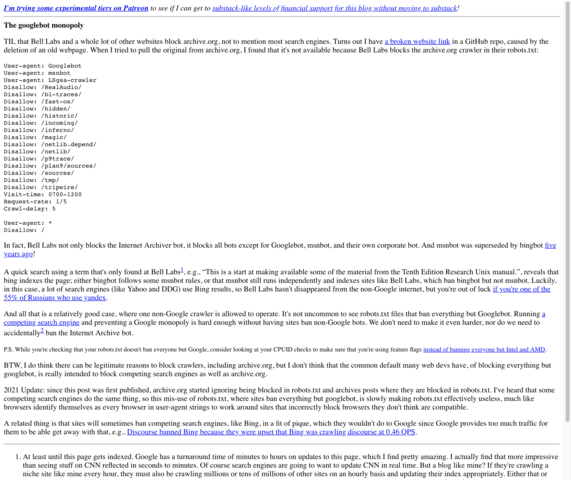 I'm trying some experimental tiers on Patreon to see if I can get to substack-like levels of financial support for this blog without moving to substack!
The googlebot monopoly
TIL that Bell Labs and a whole lot of other websites block archive.org, not to mention most search engines. Turns out I have a broken website link in a GitHub repo, caused by the
deletion of an old webpage. When I tried to pull the original from archive.org, I found that it's not available because Bell Labs blocks the archive.org crawler in their robots.txt:
User-agent: Googlebot
User-agent: msnbot
User-agent: LSgsa-crawler
Disallow: /RealAudio/
Disallow: /bl-traces/
Disallow: /fast-os/
Disallow: /hidden/
Disallow: /historic/
Disallow: /incoming/
Disallow: /inferno/
Disallow: /magic/
Disallow: /netlib.depend/
Disallow: /netlib/
Disallow: /p9trace/
Disallow: /plan9/sources/
Disallow: /sources/
Disallow: /tmp/
Disallow: /tripwire/
Visit-time: 0700-1200
Request-rate: 1/5
Crawl-delay: 5
User-agent: *
Disallow: /
In fact, Bell Labs not only blocks the Internet Archiver bot, it blocks all bots except for Googlebot, msnbot, and their own corporate bot. And msnbot was superseded by bingbot five
years ago!
A quick search using a term that's only found at Bell Labs1, e.g., "This is a start at making available some of the material from the Tenth Edition Research Unix manual.", reveals that
bing indexes the page; either bingbot follows some msnbot rules, or that msnbot still runs independently and indexes sites like Bell Labs, which ban bingbot but not msnbot. Luckily,
in this case, a lot of search engines (like Yahoo and DDG) use Bing results, so Bell Labs hasn't disappeared from the non-Google internet, but you're out of luck if you're one of the
55% of Russians who use yandex.
And all that is a relatively good case, where one non-Google crawler is allowed to operate. It's not uncommon to see robots.txt files that ban everything but Googlebot. Running a
competing search engine and preventing a Google monopoly is hard enough without having sites ban non-Google bots. We don't need to make it even harder, nor do we need to
accidentally2 ban the Internet Archive bot.
P.S. While you're checking that your robots.txt doesn't ban everyone but Google, consider looking at your CPUID checks to make sure that you're using feature flags instead of banning everyone but Intel and AMD.
BTW, I do think there can be legitimate reasons to block crawlers, including archive.org, but I don't think that the common default many web devs have, of blocking everything but
googlebot, is really intended to block competing search engines as well as archive.org.
2021 Update: since this post was first published, archive.org started ignoring being blocked in robots.txt and archives posts where they are blocked in robots.txt. I've heard that some
competing search engines do the same thing, so this mis-use of robots.txt, where sites ban everything but googlebot, is slowly making robots.txt effectively useless, much like
browsers identify themselves as every browser in user-agent strings to work around sites that incorrectly block browsers they don't think are compatible.
A related thing is that sites will sometimes ban competing search engines, like Bing, in a fit of pique, which they wouldn't do to Google since Google provides too much traffic for
them to be able get away with that, e.g., Discourse banned Bing because they were upset that Bing was crawling discourse at 0.46 QPS.
1. At least until this page gets indexed. Google has a turnaround time of minutes to hours on updates to this page, which I find pretty amazing. I actually find that more impressive
than seeing stuff on CNN reflected in seconds to minutes. Of course search engines are going to want to update CNN in real time. But a blog like mine? If they're crawling a
niche site like mine every hour, they must also be crawling millions or tens of millions of other sites on an hourly basis and updating their index appropriately. Either that or